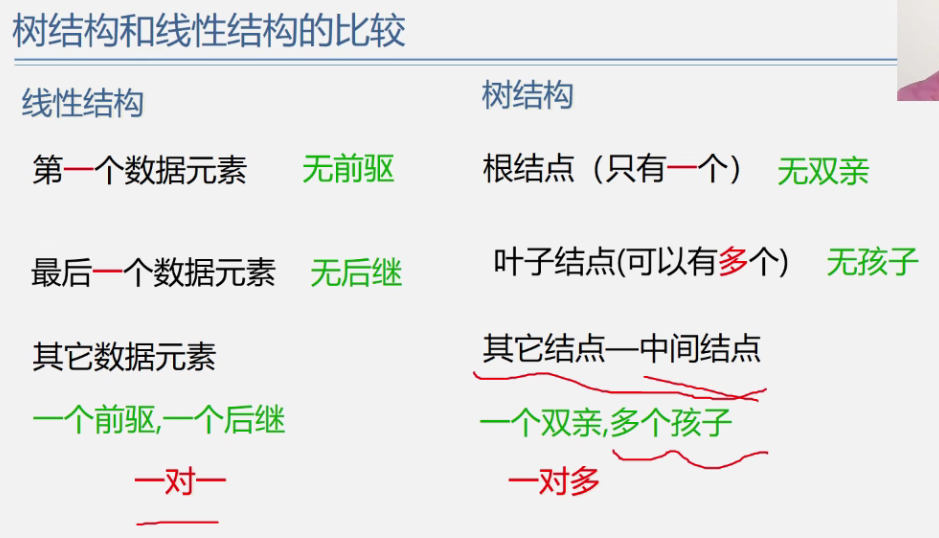 树结构和线性结构的比较
线性结构
第一个数据元素 无前驱
最后一个数据元素 无后继
其它数据元素
一个前驱,一个后继
一对一
树结构
根结点（只有一个） 无双亲
叶子结点(可以有多个) 无孩子
其它结点—中间结点
一个双亲,多个孩子
一对多